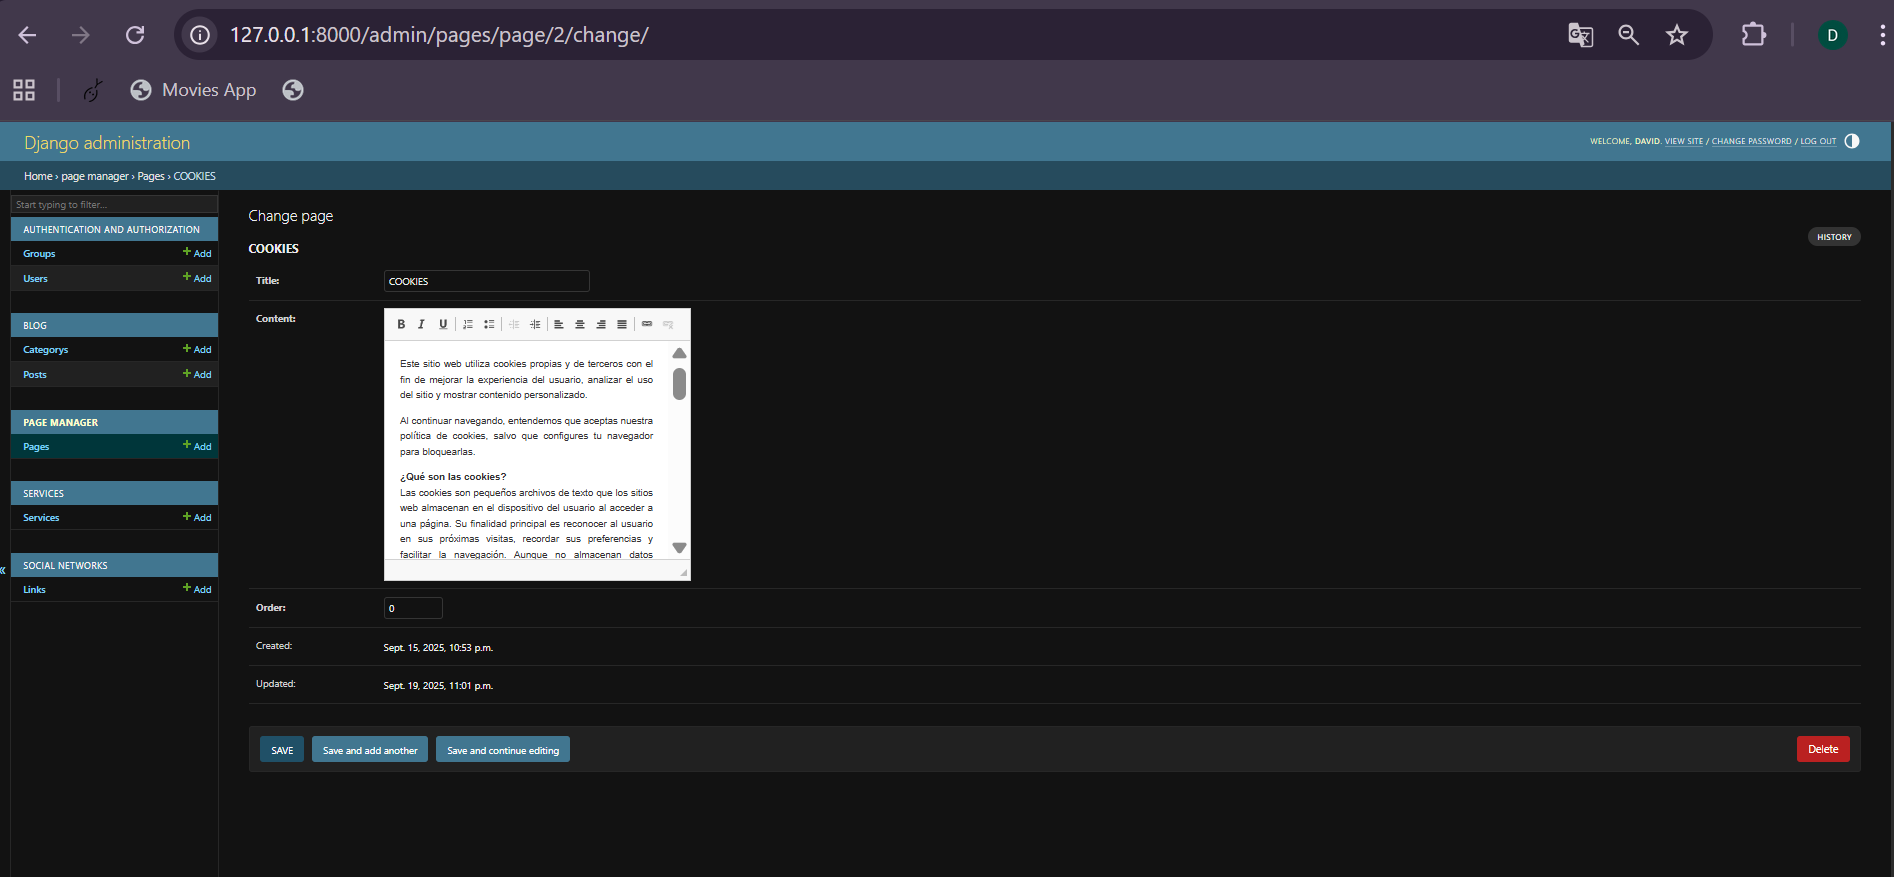 127.0.0.1:8000/admin/pages/page/2/change/
D
Movies App
Django administration
WELCOME, DAVID. VIEW SITE / CHANGE PASSWORD / LOG OUT
Home › page manager › Pages › COOKIES
Start typing to filter...
AUTHENTICATION AND AUTHORIZATION
Groups + Add
Users + Add
BLOG
Categorys + Add
Posts + Add
PAGE MANAGER
Pages + Add
SERVICES
Services + Add
SOCIAL NETWORKS
Links + Add
«
Change page
HISTORY
COOKIES
Title: COOKIES
Content:
B I U
Este sitio web utiliza cookies propias y de terceros con el
fin de mejorar la experiencia del usuario, analizar el uso
del sitio y mostrar contenido personalizado.
Al continuar navegando, entendemos que aceptas nuestra
política de cookies, salvo que configures tu navegador
para bloquearlas.
¿Qué son las cookies?
Las cookies son pequeños archivos de texto que los sitios
web almacenan en el dispositivo del usuario al acceder a
una página. Su finalidad principal es reconocer al usuario
en sus próximas visitas, recordar sus preferencias y
facilitar la navegación. Aunque no almacenan datos
Order: 0
Created: Sept. 15, 2025, 10:53 p.m.
Updated: Sept. 19, 2025, 11:01 p.m.
SAVE Save and add another Save and continue editing Delete